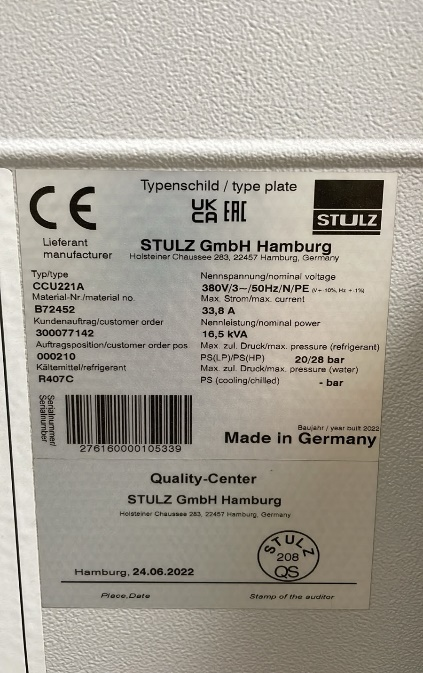 Typenschild / type plate
CE
UK
CA EAC
STULZ
Lieferant
manufacturer
STULZ GmbH Hamburg
Holsteiner Chaussee 283, 22457 Hamburg, Germany
Typ/type
CCU221A
Material-Nr./material no.
B72452
Kundenauftrag/customer order
300077142
Auftragsposition/customer order pos
000210
Kältemittel/refrigerant
R407C
Nennspannung/nominal voltage
380V/3~/50Hz/N/PE (V+-10%, Hz +-1%)
Max. Strom/max. current
33,8 A
Nennleistung/nominal power
16,5 kVA
Max. zul. Druck/max. pressure (refrigerant)
PS(LP)/PS(HP) 20/28 bar
Max. zul. Druck/max. pressure (water)
PS (cooling/chilled) - bar
Serialnummer/
Serialnumber
276160000105339
Baujahr / year built 2022
Made in Germany
Quality-Center
STULZ GmbH Hamburg
Holsteiner Chaussee 283, 22457 Hamburg, Germany
STULZ
208
QS
Hamburg, 24.06.2022
Place, Date
Stamp of the auditor